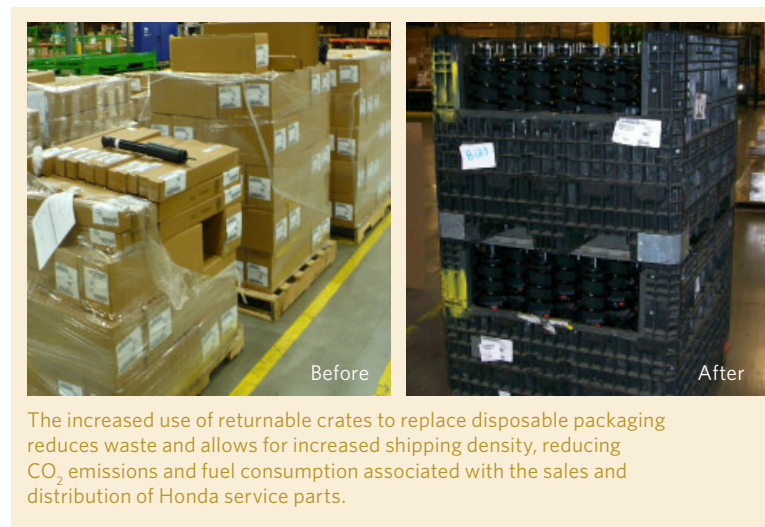 Before
After
B123
The increased use of returnable crates to replace disposable packaging
reduces waste and allows for increased shipping density, reducing
CO₂ emissions and fuel consumption associated with the sales and
distribution of Honda service parts.